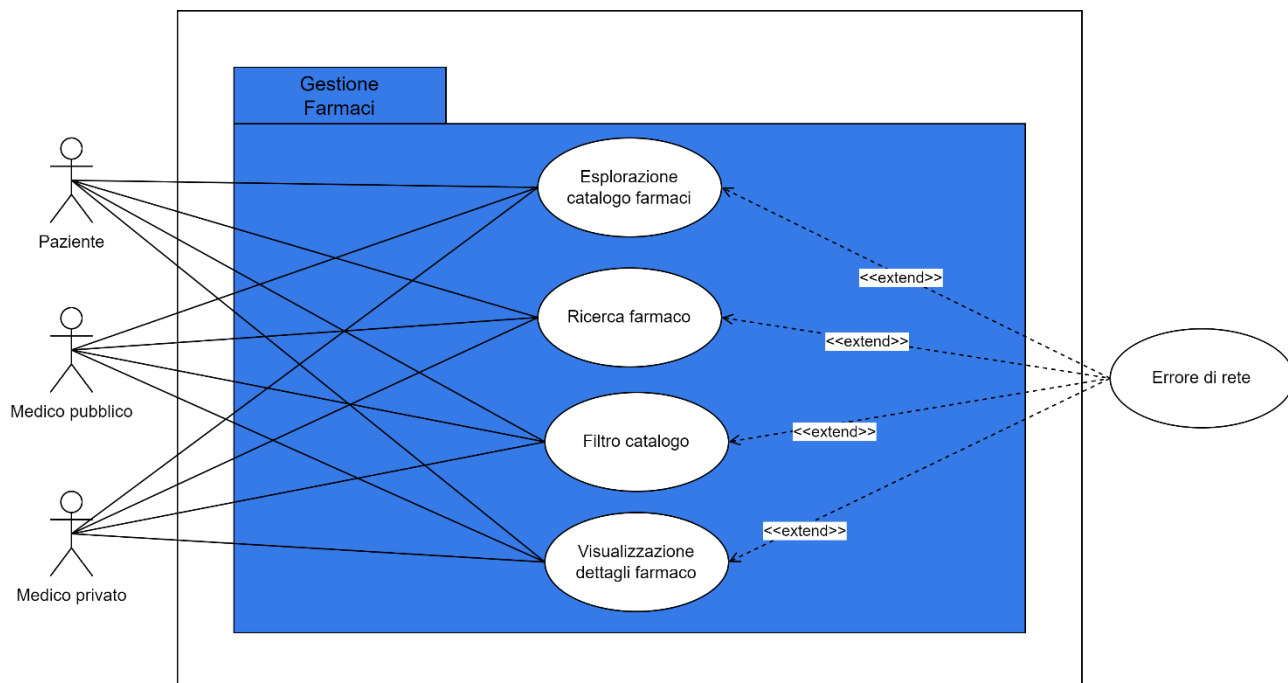 Gestione
Farmaci
Esplorazione
catalogo farmaci
Paziente
<<extend>>
Ricerca farmaco
<<extend>>
Errore di rete
Medico pubblico
<<extend>>
Filtro catalogo
<<extend>>
Visualizzazione
dettagli farmaco
Medico privato